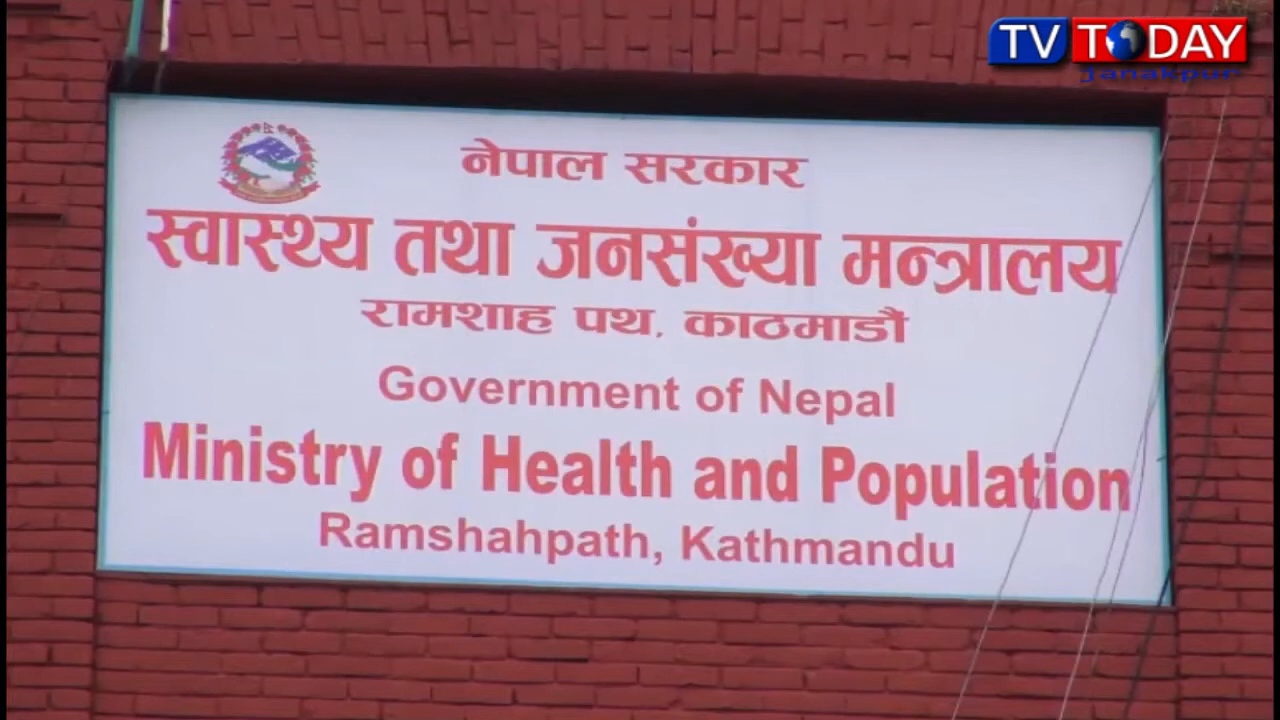 TV TODAY
Janakpur
नेपाल सरकार
स्वास्थ्य तथा जनसंख्या मन्त्रालय
रामशाह पथ, काठमाडौं
Government of Nepal
Ministry of Health and Population
Ramshahpath, Kathmandu